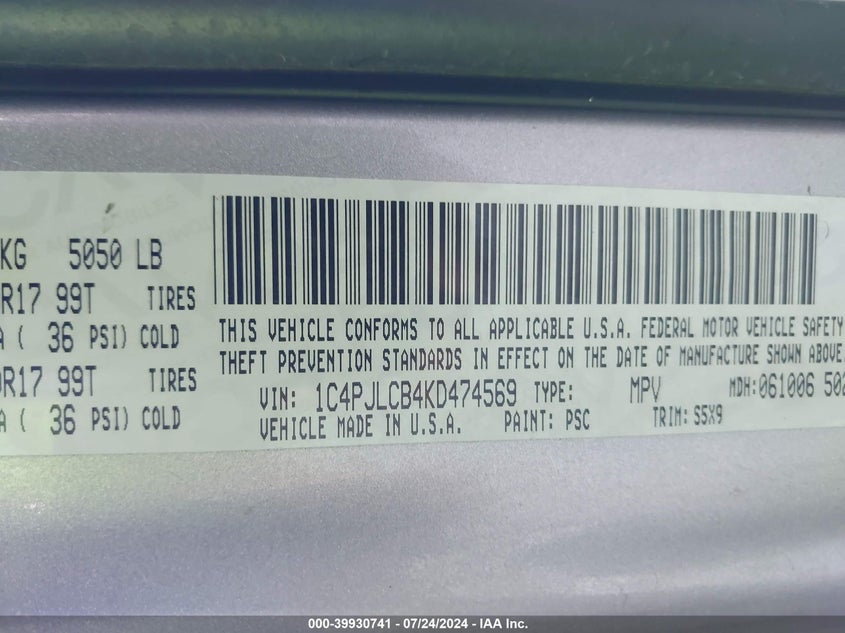 KG 5050 LB
R17 99T TIRES
A ( 36 PSI) COLD
R17 99T TIRES
A ( 36 PSI) COLD
THIS VEHICLE CONFORMS TO ALL APPLICABLE U.S.A. FEDERAL MOTOR VEHICLE SAFETY
THEFT PREVENTION STANDARDS IN EFFECT ON THE DATE OF MANUFACTURE SHOWN ABOVE.
VIN: 1C4PJLCB4KD474569 TYPE: MPV MDH: 061006 502
VEHICLE MADE IN U.S.A. PAINT: PSC TRIM: S5X9
000-39930741 - 07/24/2024 - IAA Inc.